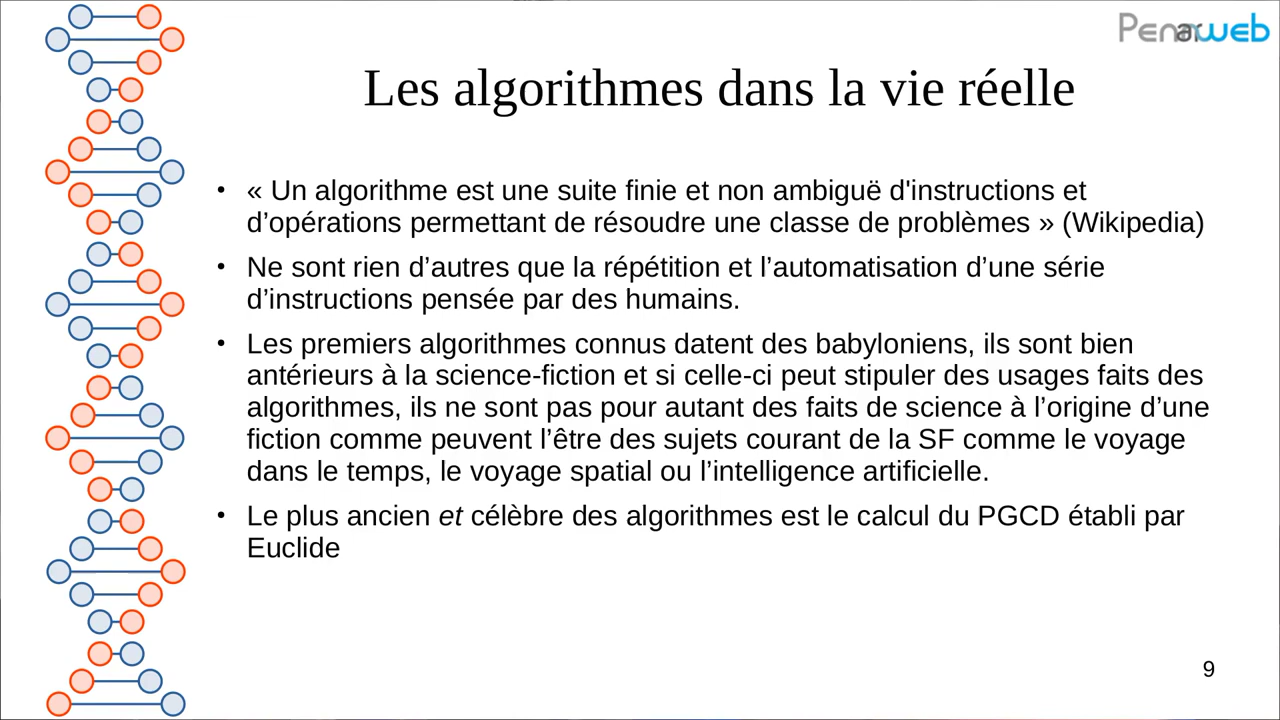 Penarweb
Les algorithmes dans la vie réelle
• « Un algorithme est une suite finie et non ambiguë d'instructions et
d’opérations permettant de résoudre une classe de problèmes » (Wikipedia)
• Ne sont rien d’autres que la répétition et l’automatisation d’une série
d’instructions pensée par des humains.
• Les premiers algorithmes connus datent des babyloniens, ils sont bien
antérieurs à la science-fiction et si celle-ci peut stipuler des usages faits des
algorithmes, ils ne sont pas pour autant des faits de science à l’origine d’une
fiction comme peuvent l’être des sujets courant de la SF comme le voyage
dans le temps, le voyage spatial ou l’intelligence artificielle.
• Le plus ancien et célèbre des algorithmes est le calcul du PGCD établi par
Euclide
9